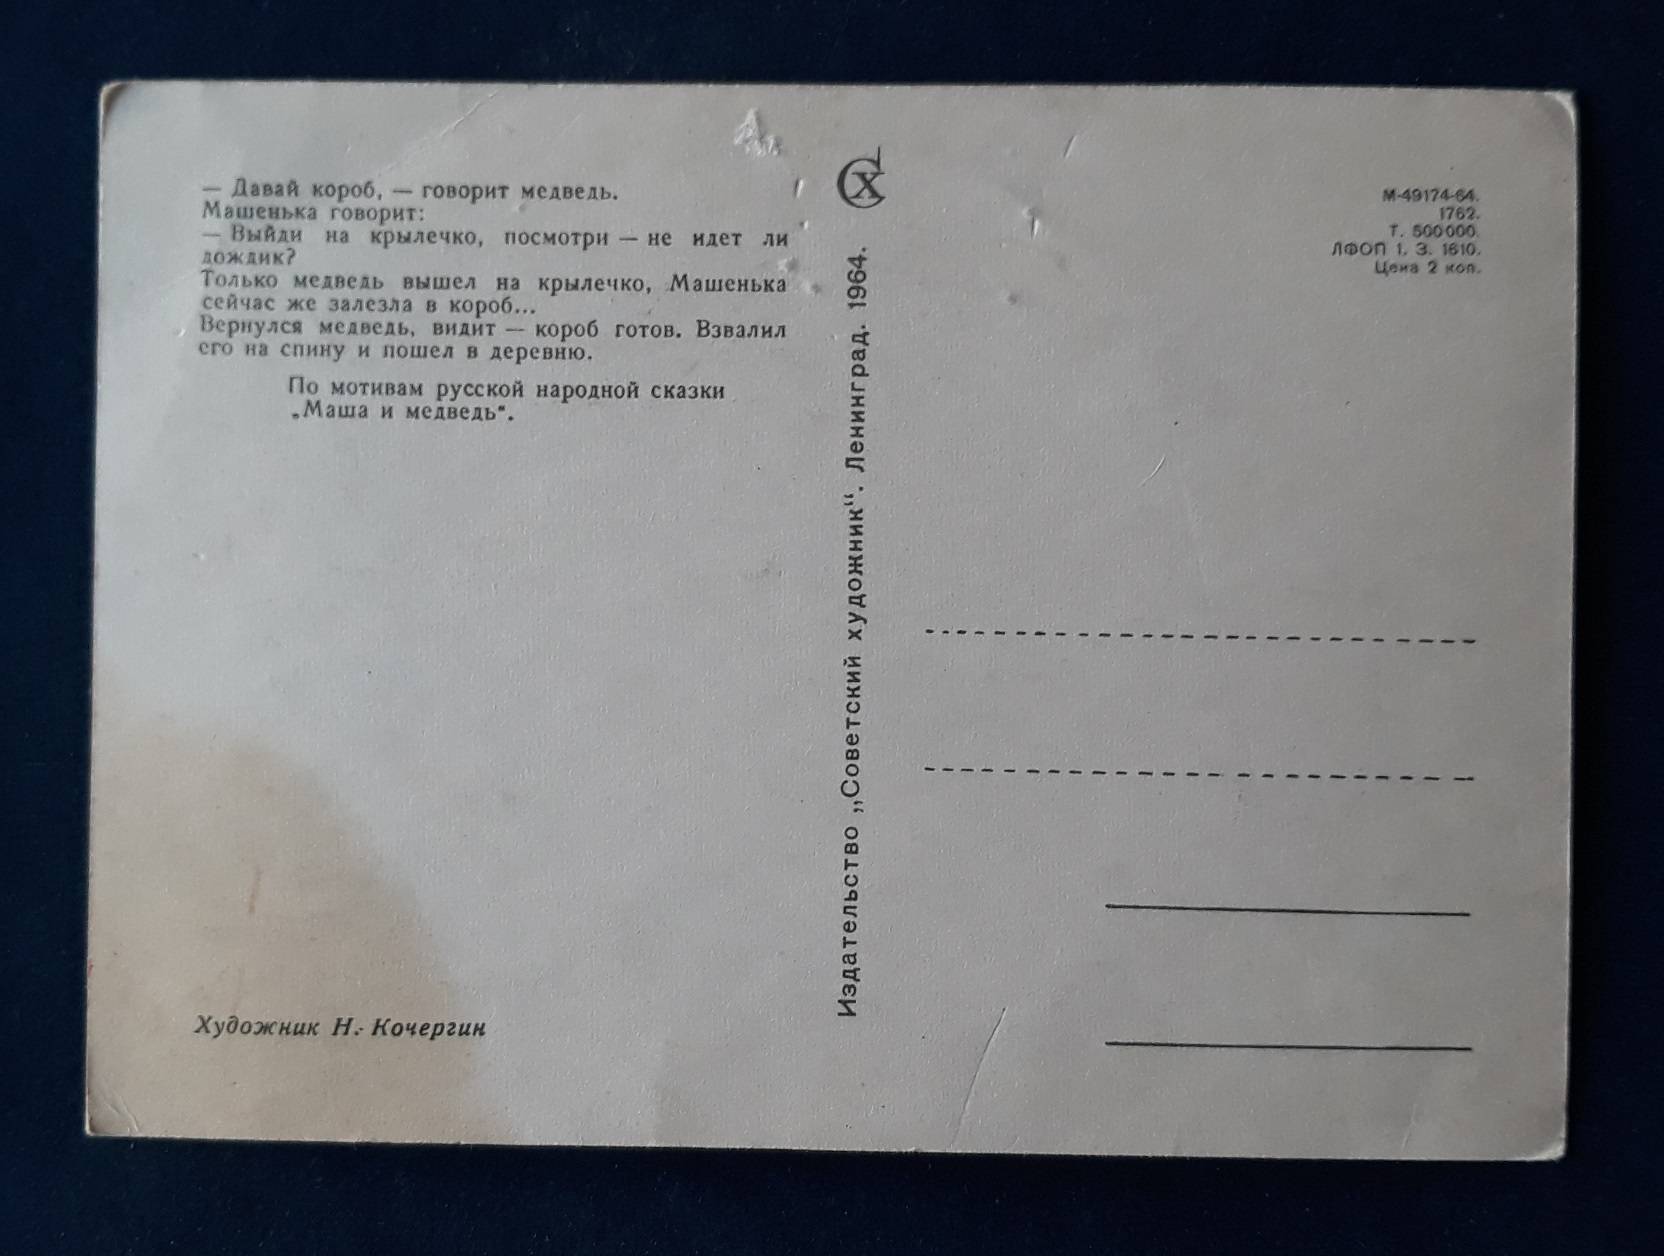 — Давай короб, — говорит медведь.
Машенька говорит:
— Выйди на крылечко, посмотри — не идет ли
дождик?
Только медведь вышел на крылечко, Машенька
сейчас же залезла в короб...
Вернулся медведь, видит — короб готов. Взвалил
его на спину и пошел в деревню.
По мотивам русской народной сказки
„Маша и медведь“.
Художник Н. Кочергин
СХ
Издательство „Советский художник“. Ленинград. 1964.
М-49174-64.
1762.
Т. 500000.
ЛФОП 1. З. 1610.
Цена 2 коп.